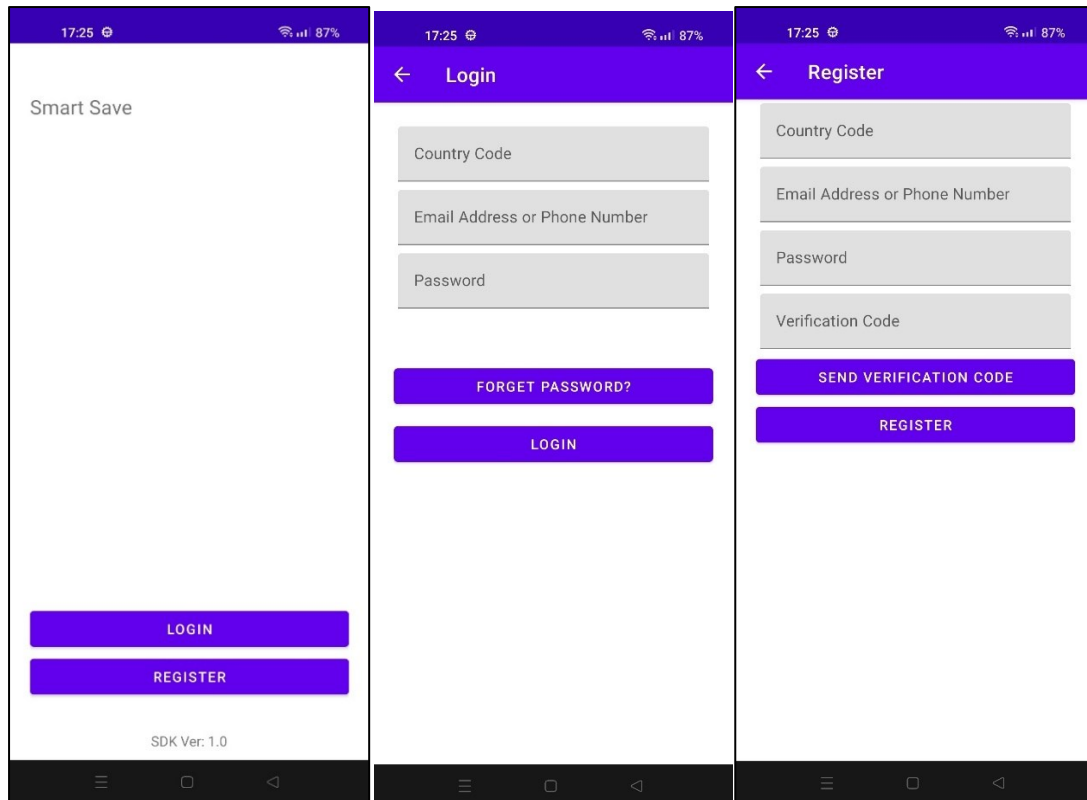 17:25 87%
Smart Save
LOGIN
REGISTER
SDK Ver: 1.0
17:25 87%
Login
Country Code
Email Address or Phone Number
Password
FORGET PASSWORD?
LOGIN
17:25 87%
Register
Country Code
Email Address or Phone Number
Password
Verification Code
SEND VERIFICATION CODE
REGISTER